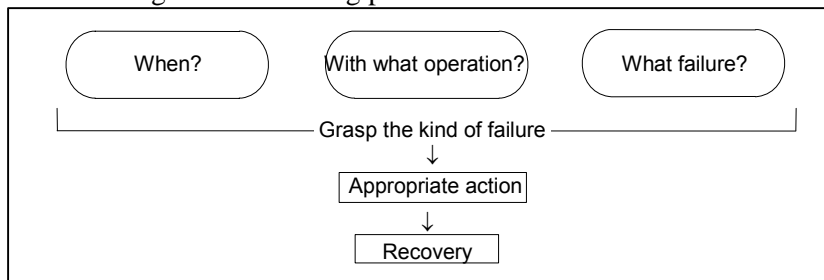 When?
With what operation?
What failure?
Grasp the kind of failure
Appropriate action
Recovery